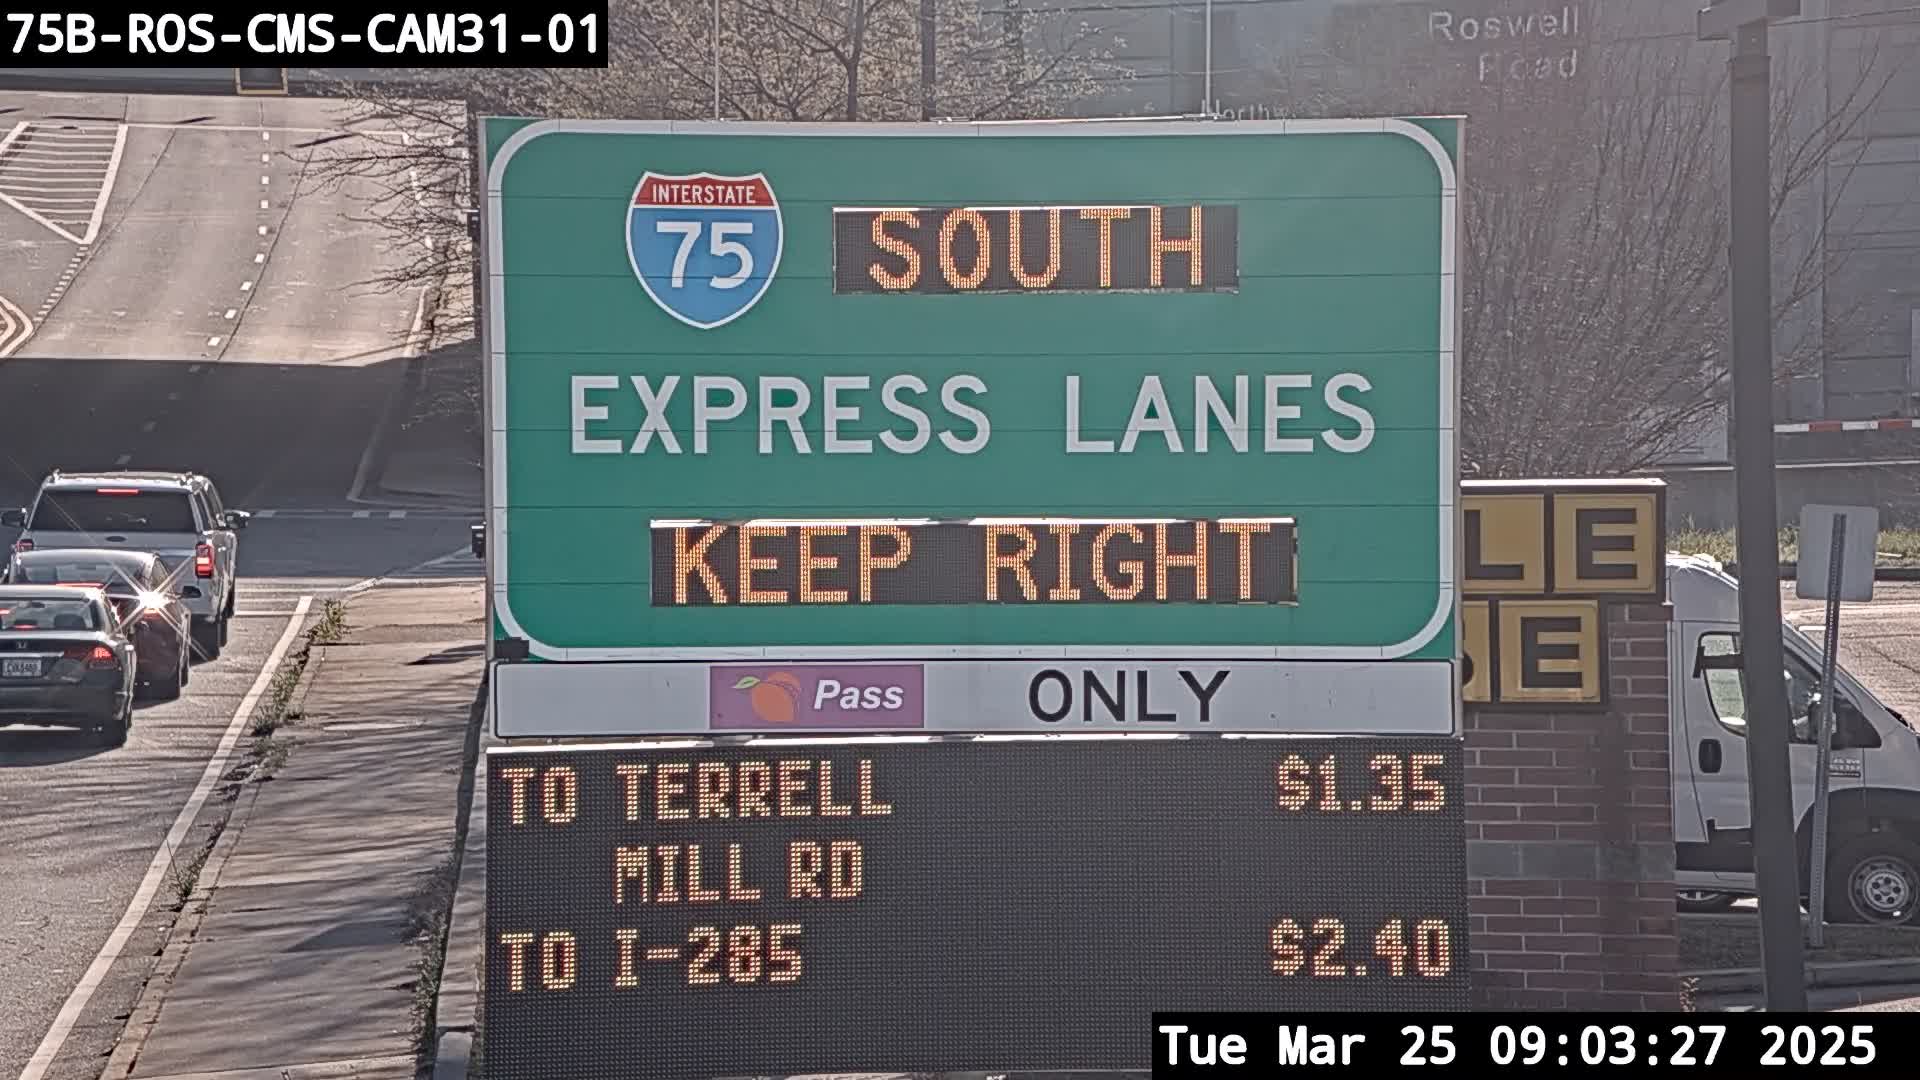 75B-ROS-CMS-CAM31-01
Roswell
Road
INTERSTATE
75
SOUTH
EXPRESS LANES
KEEP RIGHT
Pass ONLY
LE
E
TO TERRELL $1.35
MILL RD
TO I-285 $2.40
Tue Mar 25 09:03:27 2025